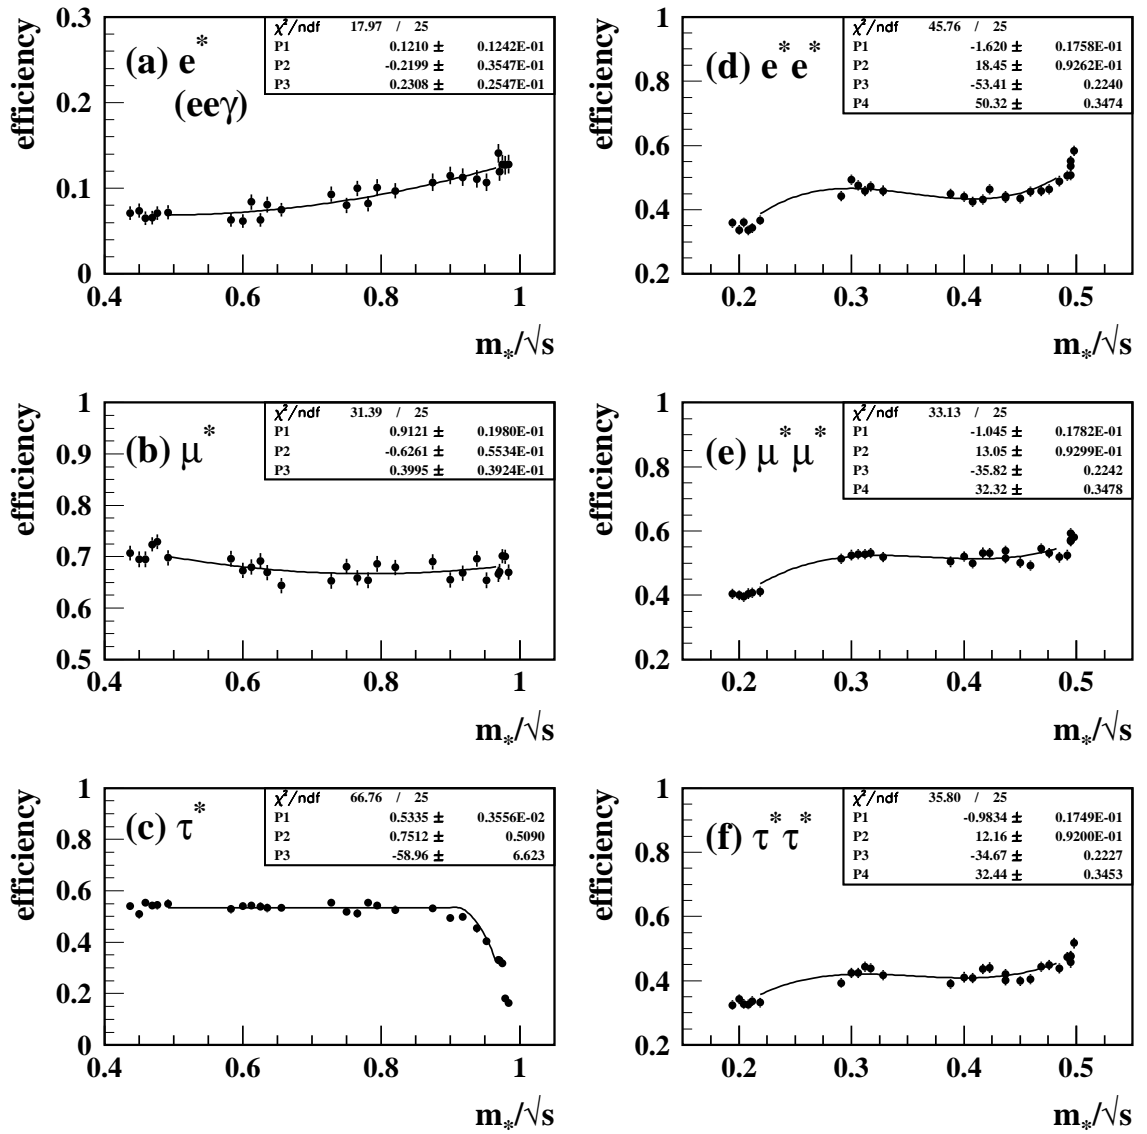 efficiency
(a) e*
(eeγ)
χ²/ndf 17.97 / 25
P1 0.1210 ± 0.1242E-01
P2 -0.2199 ± 0.3547E-01
P3 0.2308 ± 0.2547E-01
0.3
0.2
0.1
0
0.4 0.6 0.8 1
m*/√s
efficiency
(d) e*e*
χ²/ndf 45.76 / 25
P1 -1.620 ± 0.1758E-01
P2 18.45 ± 0.9262E-01
P3 -53.41 ± 0.2240
P4 50.32 ± 0.3474
1
0.8
0.6
0.4
0.2
0.2 0.3 0.4 0.5
m*/√s
efficiency
(b) μ*
χ²/ndf 31.39 / 25
P1 0.9121 ± 0.1980E-01
P2 -0.6261 ± 0.5534E-01
P3 0.3995 ± 0.3924E-01
1
0.9
0.8
0.7
0.6
0.5
0.4 0.6 0.8 1
m*/√s
efficiency
(e) μ*μ*
χ²/ndf 33.13 / 25
P1 -1.045 ± 0.1782E-01
P2 13.05 ± 0.9299E-01
P3 -35.82 ± 0.2242
P4 32.32 ± 0.3478
1
0.8
0.6
0.4
0.2
0.2 0.3 0.4 0.5
m*/√s
efficiency
(c) τ*
χ²/ndf 66.76 / 25
P1 0.5335 ± 0.3556E-02
P2 0.7512 ± 0.5090
P3 -58.96 ± 6.623
1
0.8
0.6
0.4
0.2
0
0.4 0.6 0.8 1
m*/√s
efficiency
(f) τ*τ*
χ²/ndf 35.80 / 25
P1 -0.9834 ± 0.1749E-01
P2 12.16 ± 0.9200E-01
P3 -34.67 ± 0.2227
P4 32.44 ± 0.3453
1
0.8
0.6
0.4
0.2
0.2 0.3 0.4 0.5
m*/√s